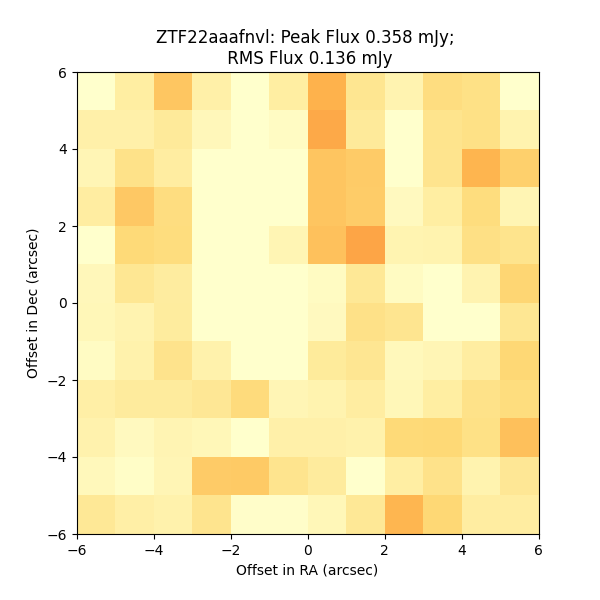 ZTF22aaafnvl: Peak Flux 0.358 mJy;
RMS Flux 0.136 mJy
6
4
2
0
−2
−4
−6
Offset in Dec (arcsec)
−6 −4 −2 0 2 4 6
Offset in RA (arcsec)